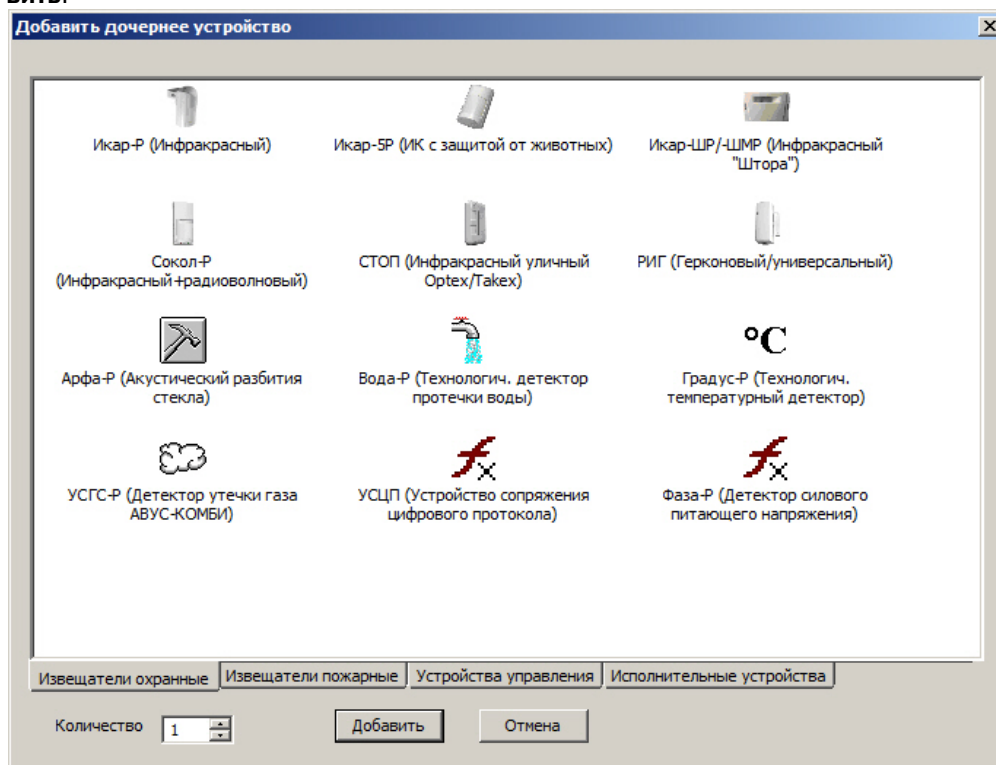 вить.
Добавить дочернее устройство
Икар-Р (Инфракрасный)
Икар-5Р (ИК с защитой от животных)
Икар-ШР/-ШМР (Инфракрасный
"Штора")
Сокол-Р
(Инфракрасный+радиоволновый)
СТОП (Инфракрасный уличный
Optex/Takex)
РИГ (Герконовый/универсальный)
°C
Арфа-Р (Акустический разбития
стекла)
Вода-Р (Технологич. детектор
протечки воды)
Градус-Р (Технологич.
температурный детектор)
fx
fx
УСГС-Р (Детектор утечки газа
АВУС-КОМБИ)
УСЦП (Устройство сопряжения
цифрового протокола)
Фаза-Р (Детектор силового
питающего напряжения)
Извещатели охранные
Извещатели пожарные
Устройства управления
Исполнительные устройства
Количество
1
Добавить
Отмена